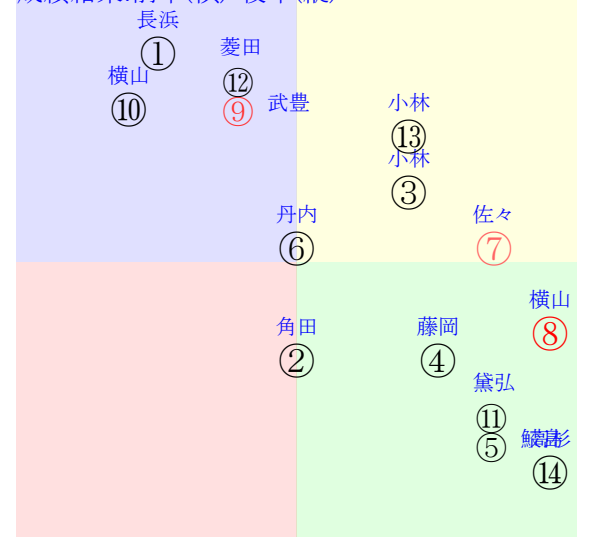 長浜
①
菱田
横山
⑫
⑩
⑨
武豊
小林
⑬
小林
③
丹内
佐々
⑥
⑦
横山
⑧
角田
藤岡
②
④
黛弘
⑪
⑤
⑭